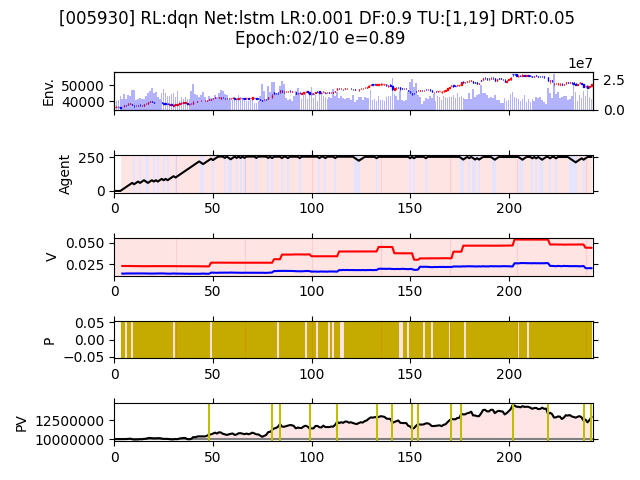 [005930] RL:dqn Net:lstm LR:0.001 DF:0.9 TU:[1,19] DRT:0.05
Epoch:02/10 e=0.89
1e7
Env.
50000
40000
2.5
0.0
Agent
250
0
0 50 100 150 200
V
0.050
0.025
0 50 100 150 200
P
0.05
0.00
−0.05
0 50 100 150 200
PV
12500000
10000000
0 50 100 150 200